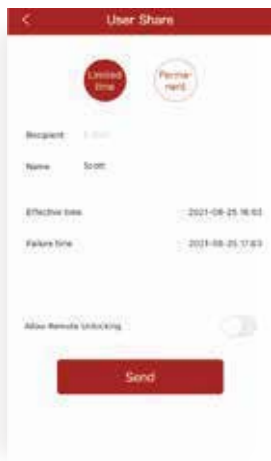 User Share
Limited time
Perma-nent
Recipient
Name Scott
Effective time 2021-08-25 16:03
Failure time 2021-08-25 17:03
Allow Remote Unlocking
Send